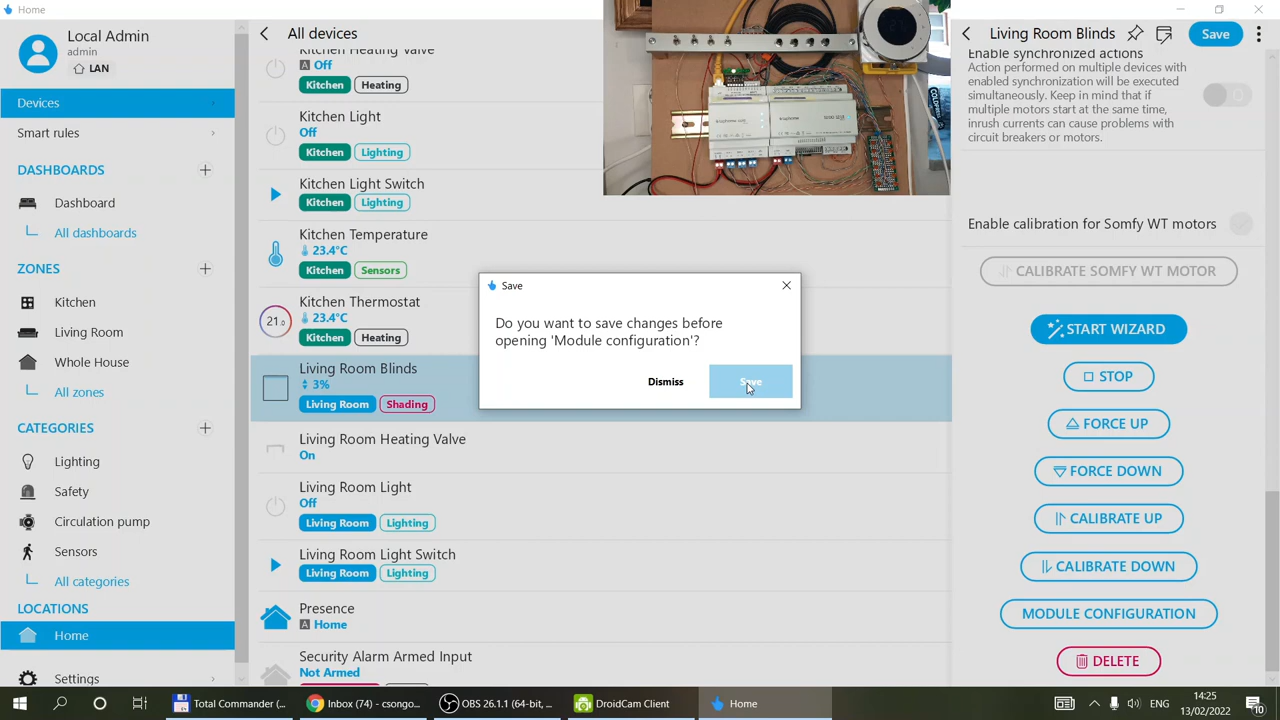 Home
Local Admin
admin
LAN
Devices
Smart rules
DASHBOARDS
Dashboard
All dashboards
ZONES
Kitchen
Living Room
Whole House
All zones
CATEGORIES
Lighting
Safety
Circulation pump
Sensors
All categories
LOCATIONS
Home
Settings
All devices
Kitchen Heating Valve
A Off
Kitchen Heating
Kitchen Light
Off
Kitchen Lighting
Kitchen Light Switch
Kitchen Lighting
Kitchen Temperature
23.4°C
Kitchen Sensors
Kitchen Thermostat
21.0
23.4°C
Kitchen Heating
Living Room Blinds
3%
Living Room Shading
Living Room Heating Valve
On
Living Room Light
Off
Living Room Lighting
Living Room Light Switch
Living Room Lighting
Presence
A Home
Security Alarm Armed Input
Not Armed
Save
Do you want to save changes before
opening 'Module configuration'?
Dismiss
Save
Living Room Blinds
Save
Enable synchronized actions
Action performed on multiple devices with
enabled synchronization will be executed
simultaneously. Keep in mind that if
multiple motors start at the same time,
inrush currents can cause problems with
circuit breakers or motors.
Enable calibration for Somfy WT motors
CALIBRATE SOMFY WT MOTOR
START WIZARD
STOP
FORCE UP
FORCE DOWN
CALIBRATE UP
CALIBRATE DOWN
MODULE CONFIGURATION
DELETE
Total Commander (...
Inbox (74) - csongo...
OBS 26.1.1 (64-bit, ...
DroidCam Client
Home
ENG
14:25
13/02/2022
10